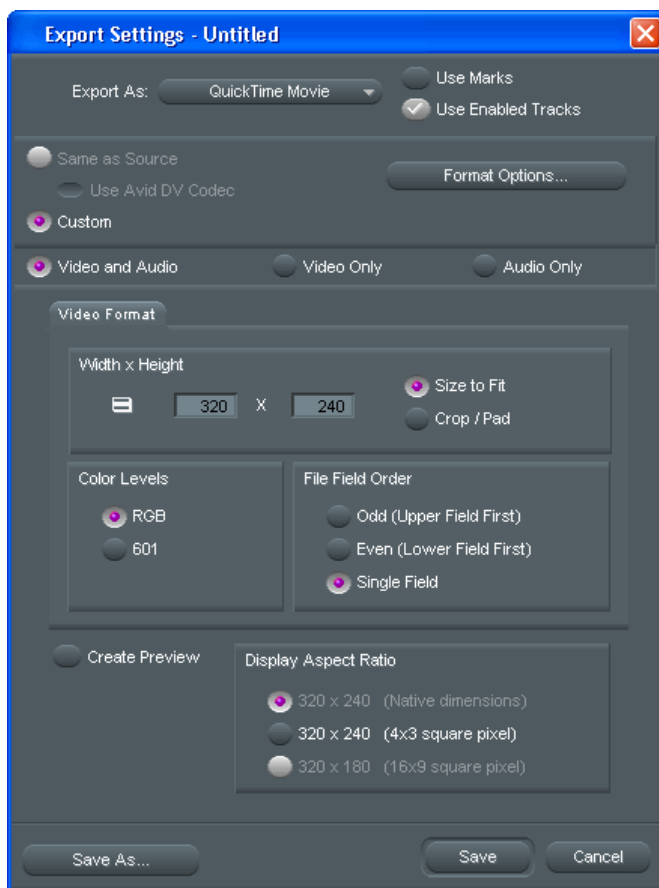 Export Settings - Untitled
Export As: QuickTime Movie
Use Marks
Use Enabled Tracks
Same as Source
Use Avid DV Codec
Format Options...
Custom
Video and Audio Video Only Audio Only
Video Format
Width x Height
320 X 240
Size to Fit
Crop / Pad
Color Levels
RGB
601
File Field Order
Odd (Upper Field First)
Even (Lower Field First)
Single Field
Create Preview
Display Aspect Ratio
320 x 240 (Native dimensions)
320 x 240 (4x3 square pixel)
320 x 180 (16x9 square pixel)
Save As... Save Cancel